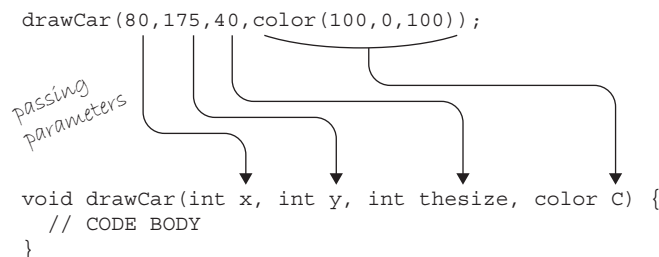 drawCar(80,175,40,color(100,0,100));
passing
parameters
void drawCar(int x, int y, int thesize, color C) {
// CODE BODY
}